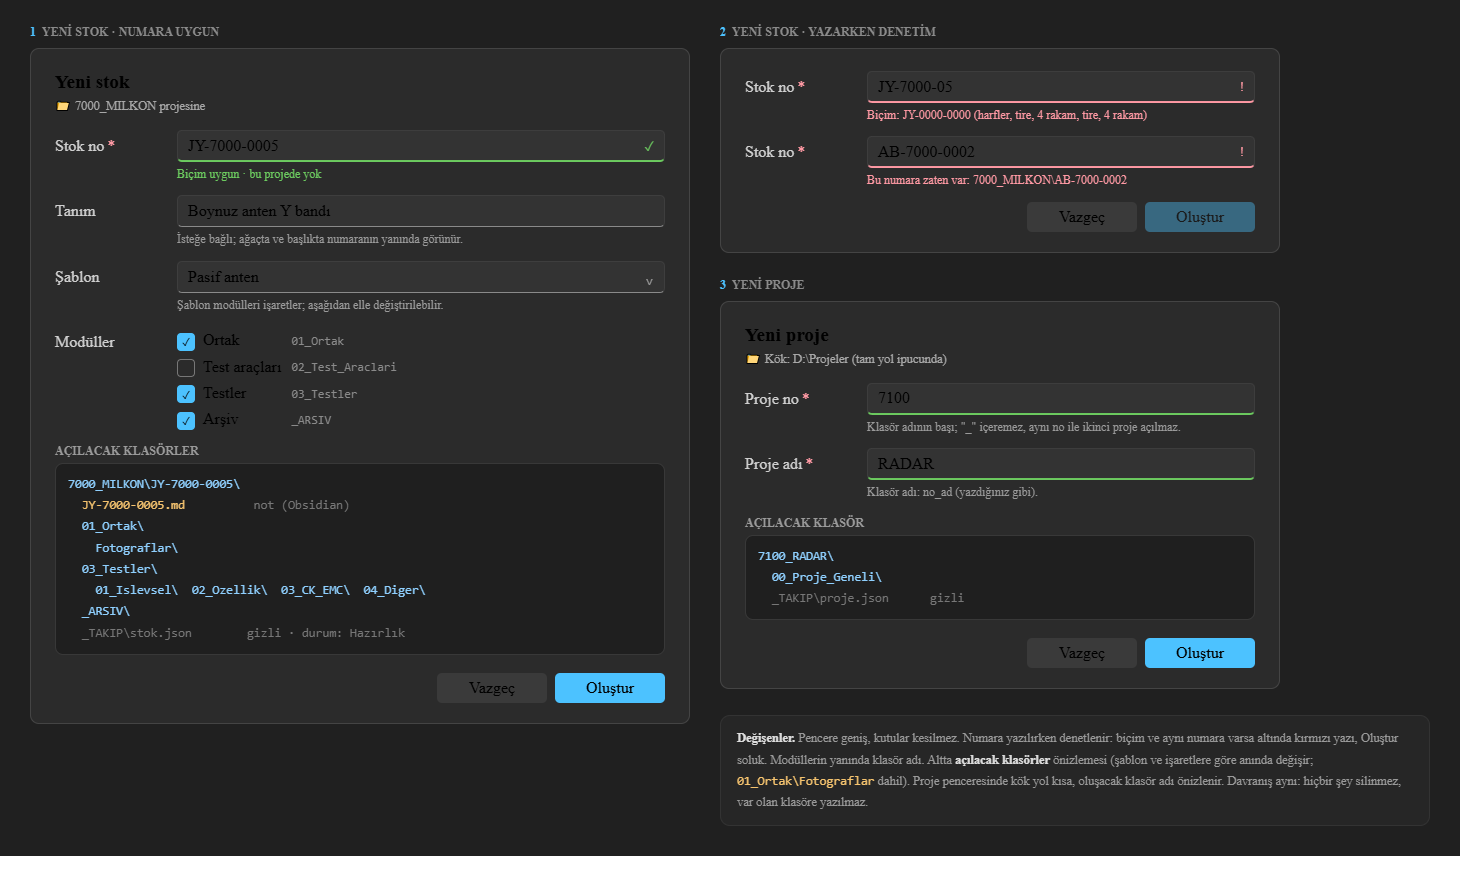 1 YENİ STOK · NUMARA UYGUN
Yeni stok
7000_MILKON projesine
Stok no *
JY-7000-0005 ✓
Biçim uygun · bu projede yok
Tanım
Boynuz anten Y bandı
İsteğe bağlı; ağaçta ve başlıkta numaranın yanında görünür.
Şablon
Pasif anten v
Şablon modülleri işaretler; aşağıdan elle değiştirilebilir.
Modüller
✓ Ortak 01_Ortak
Test araçları 02_Test_Araclari
✓ Testler 03_Testler
✓ Arşiv _ARSIV
AÇILACAK KLASÖRLER
7000_MILKON\JY-7000-0005\
JY-7000-0005.md not (Obsidian)
01_Ortak\
Fotograflar\
03_Testler\
01_Islevsel\ 02_Ozellik\ 03_CK_EMC\ 04_Diger\
_ARSIV\
_TAKIP\stok.json gizli · durum: Hazırlık
Vazgeç Oluştur
2 YENİ STOK · YAZARKEN DENETİM
Stok no *
JY-7000-05 !
Biçim: JY-0000-0000 (harfler, tire, 4 rakam, tire, 4 rakam)
Stok no *
AB-7000-0002 !
Bu numara zaten var: 7000_MILKON\AB-7000-0002
Vazgeç Oluştur
3 YENİ PROJE
Yeni proje
Kök: D:\Projeler (tam yol ipucunda)
Proje no *
7100
Klasör adının başı; "_" içeremez, aynı no ile ikinci proje açılmaz.
Proje adı *
RADAR
Klasör adı: no_ad (yazdığınız gibi).
AÇILACAK KLASÖR
7100_RADAR\
00_Proje_Geneli\
_TAKIP\proje.json gizli
Vazgeç Oluştur
Değişenler. Pencere geniş, kutular kesilmez. Numara yazılırken denetlenir: biçim ve aynı numara varsa altında kırmızı yazı, Oluştur
soluk. Modüllerin yanında klasör adı. Altta açılacak klasörler önizlemesi (şablon ve işaretlere göre anında değişir;
01_Ortak\Fotograflar dahil). Proje penceresinde kök yol kısa, oluşacak klasör adı önizlenir. Davranış aynı: hiçbir şey silinmez,
var olan klasöre yazılmaz.